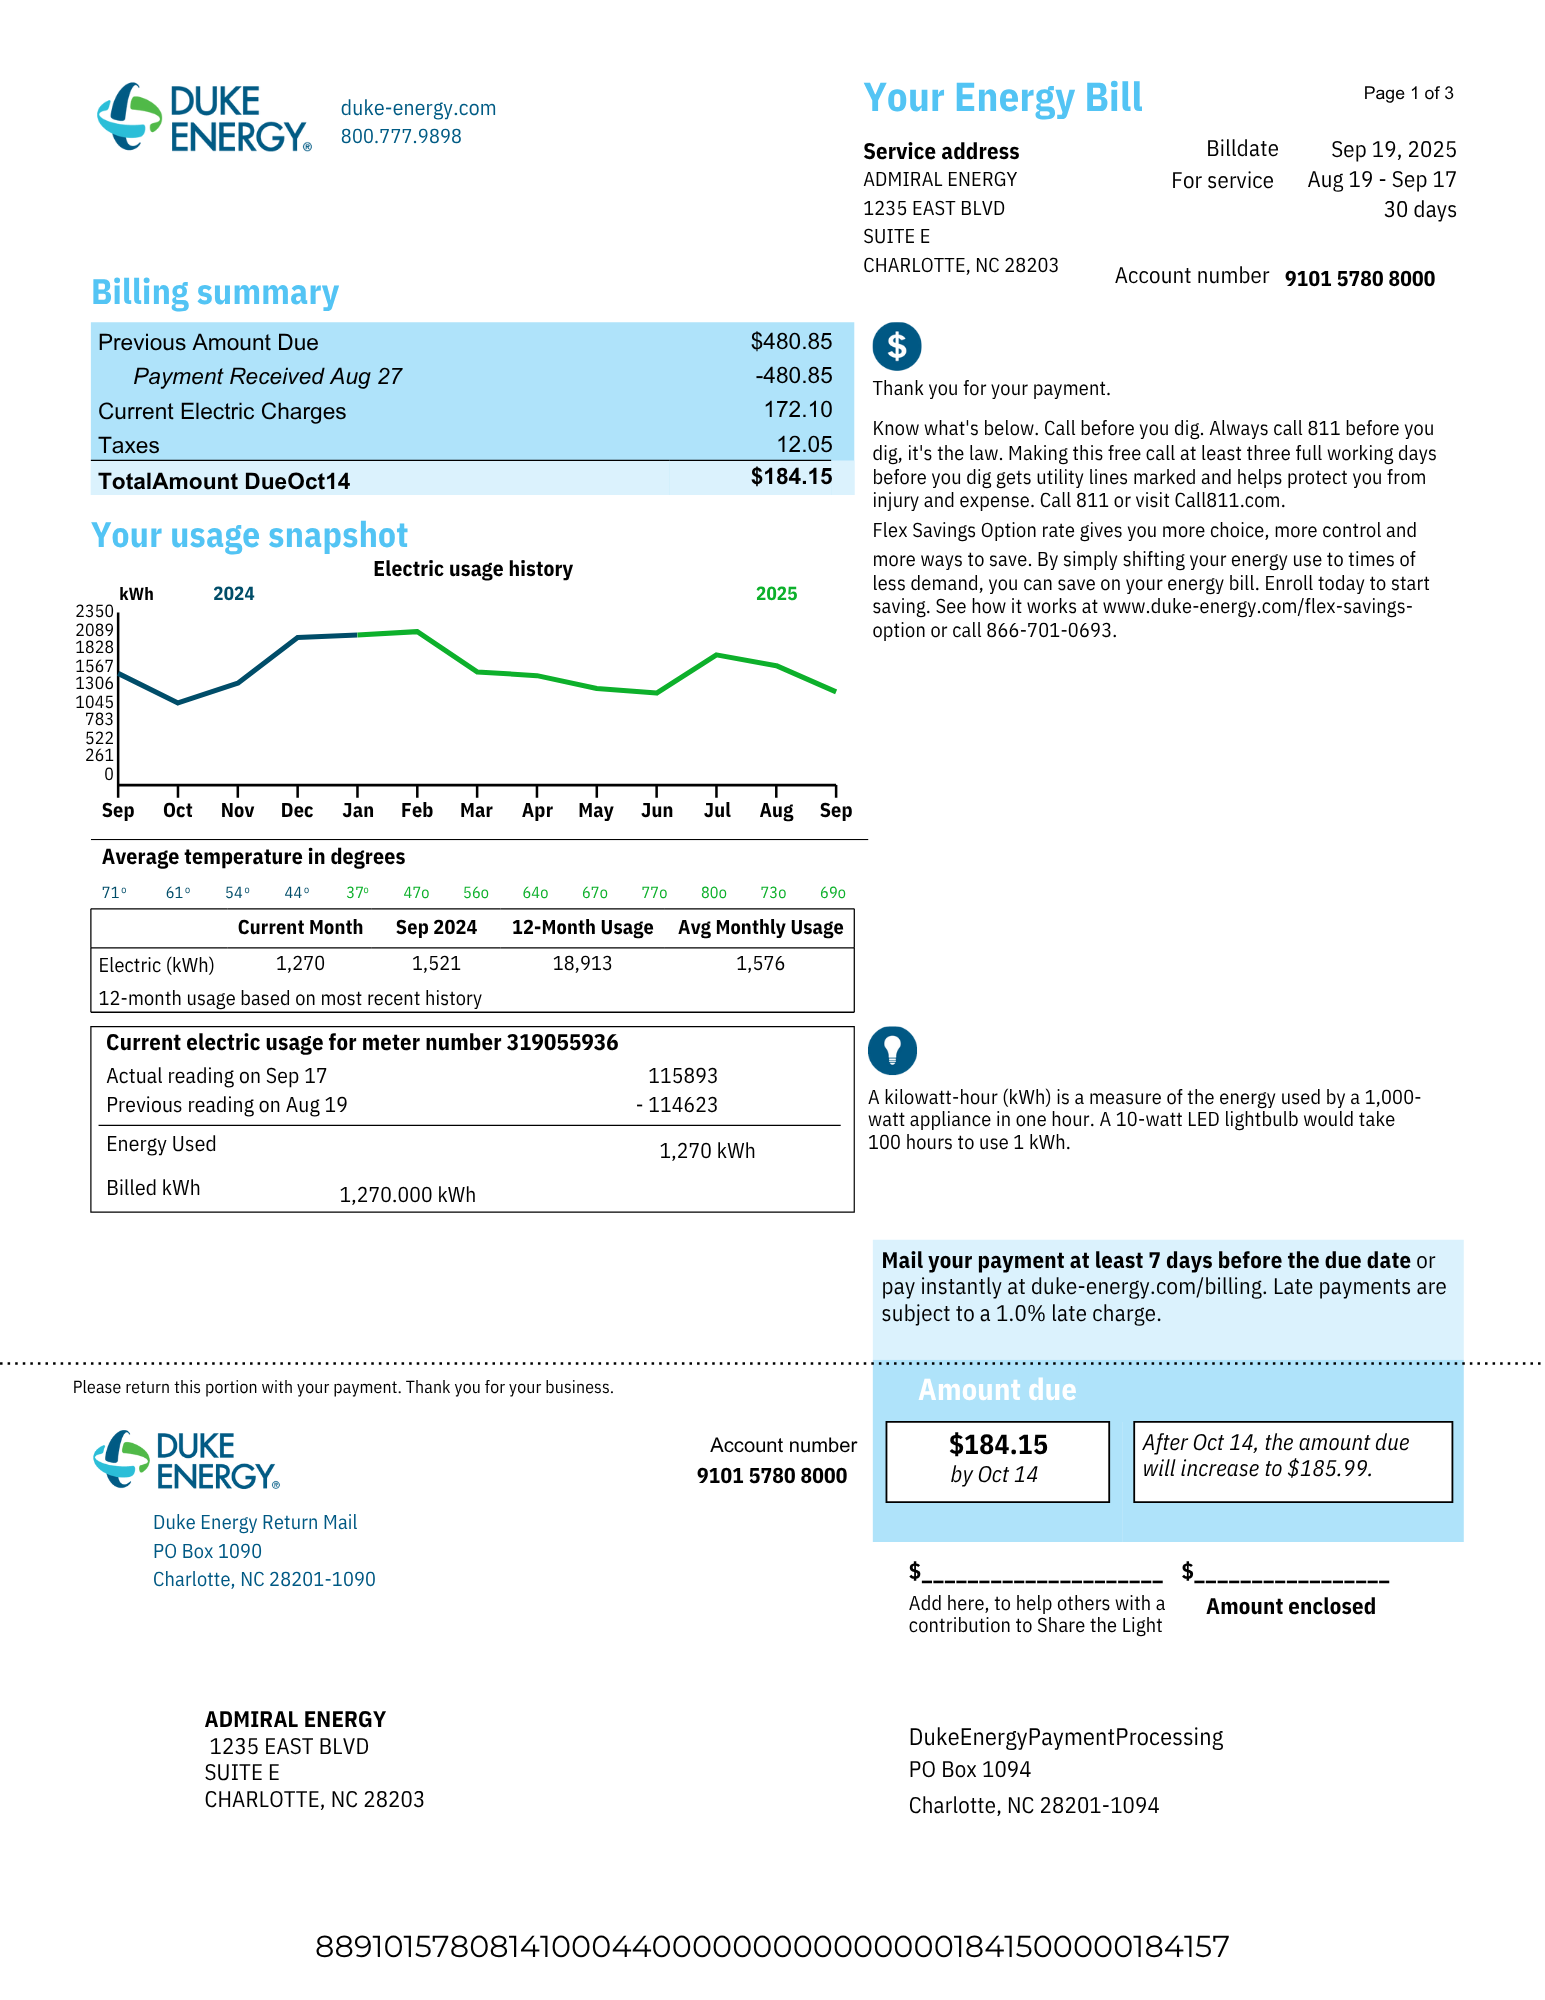 DUKE
ENERGY®
duke-energy.com
800.777.9898
Your Energy Bill
Page 1 of 3
Service address
ADMIRAL ENERGY
1235 EAST BLVD
SUITE E
CHARLOTTE, NC 28203
Billdate Sep 19, 2025
For service Aug 19 - Sep 17
30 days
Account number 9101 5780 8000
Billing summary
Previous Amount Due $480.85
Payment Received Aug 27 -480.85
Current Electric Charges 172.10
Taxes 12.05
TotalAmount DueOct14 $184.15
$
Thank you for your payment.
Know what's below. Call before you dig. Always call 811 before you
dig, it's the law. Making this free call at least three full working days
before you dig gets utility lines marked and helps protect you from
injury and expense. Call 811 or visit Call811.com.
Flex Savings Option rate gives you more choice, more control and
more ways to save. By simply shifting your energy use to times of
less demand, you can save on your energy bill. Enroll today to start
saving. See how it works at www.duke-energy.com/flex-savings-
option or call 866-701-0693.
Your usage snapshot
Electric usage history
kWh 2024 2025
2350
2089
1828
1567
1306
1045
783
522
261
0
Sep Oct Nov Dec Jan Feb Mar Apr May Jun Jul Aug Sep
Average temperature in degrees
71° 61° 54° 44° 37° 47o 56o 64o 67o 77o 80o 73o 69o
Current Month Sep 2024 12-Month Usage Avg Monthly Usage
Electric (kWh) 1,270 1,521 18,913 1,576
12-month usage based on most recent history
Current electric usage for meter number 319055936
Actual reading on Sep 17 115893
Previous reading on Aug 19 - 114623
Energy Used 1,270 kWh
Billed kWh 1,270.000 kWh
A kilowatt-hour (kWh) is a measure of the energy used by a 1,000-
watt appliance in one hour. A 10-watt LED lightbulb would take
100 hours to use 1 kWh.
Mail your payment at least 7 days before the due date or
pay instantly at duke-energy.com/billing. Late payments are
subject to a 1.0% late charge.
Please return this portion with your payment. Thank you for your business.
DUKE
ENERGY®
Duke Energy Return Mail
PO Box 1090
Charlotte, NC 28201-1090
Account number
9101 5780 8000
Amount due
$184.15
by Oct 14
After Oct 14, the amount due
will increase to $185.99.
$_____________________ $_________________
Add here, to help others with a
contribution to Share the Light
Amount enclosed
ADMIRAL ENERGY
1235 EAST BLVD
SUITE E
CHARLOTTE, NC 28203
DukeEnergyPaymentProcessing
PO Box 1094
Charlotte, NC 28201-1094